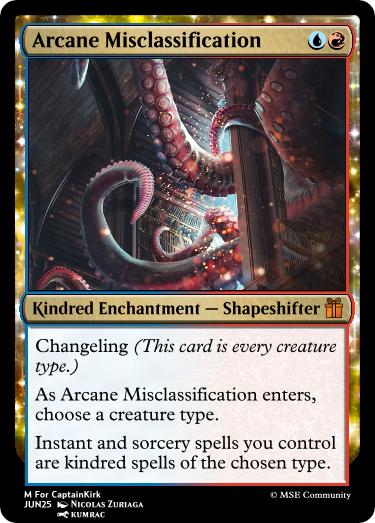 Arcane Misclassification
Kindred Enchantment — Shapeshifter
Changeling (This card is every creature
type.)
As Arcane Misclassification enters,
choose a creature type.
Instant and sorcery spells you control
are kindred spells of the chosen type.
M For CaptainKirk
JUN25 Nicolas Zuriaga
KUMRAC
© MSE Community